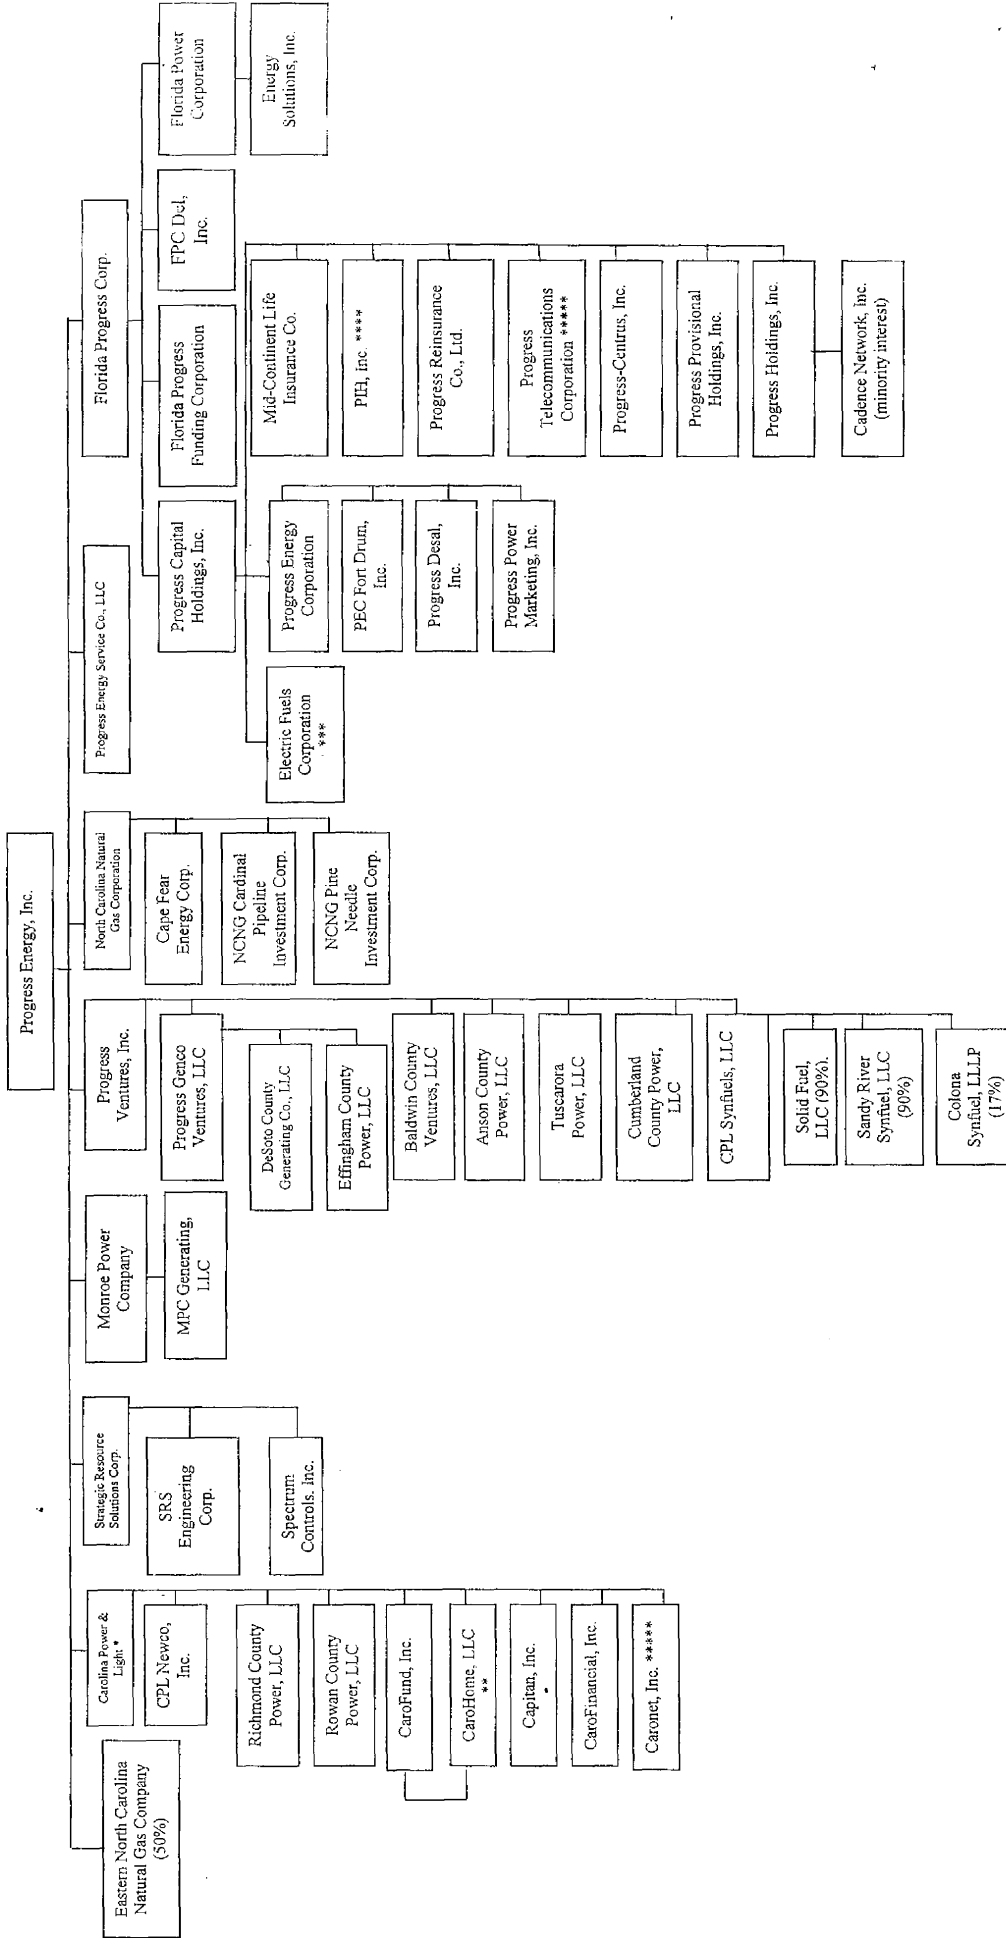 Progress Energy, Inc.
Eastern North Carolina
Natural Gas Company
(50%)
Carolina Power &
Light *
CPL Newco,
Inc.
Richmond County
Power, LLC
Rowan County
Power, LLC
CaroFund, Inc.
CaroHome, LLC
**
Capitan, Inc.
CaroFinancial, Inc.
Caronet, Inc. *****
Strategic Resource
Solutions Corp.
SRS
Engineering
Corp.
Spectrum
Controls, Inc.
Monroe Power
Company
MPC Generating,
LLC
Progress
Ventures, Inc.
Progress Genco
Ventures, LLC
DeSoto County
Generating Co., LLC
Effingham County
Power, LLC
Baldwin County
Ventures, LLC
Anson County
Power, LLC
Tuscarora
Power, LLC
Cumberland
County Power,
LLC
CPL Synfuels, LLC
Solid Fuel,
LLC (90%).
Sandy River
Synfuel, LLC
(90%)
Colona
Synfuel, LLLP
(17%)
North Carolina Natural
Gas Corporation
Cape Fear
Energy Corp.
NCNG Cardinal
Pipeline
Investment Corp.
NCNG Pine
Needle
Investment Corp.
Progress Energy Service Co., LLC
Florida Progress Corp.
Progress Capital
Holdings, Inc.
Florida Progress
Funding Corporation
FPC Del,
Inc.
Florida Power
Corporation
Energy
Solutions, Inc.
Electric Fuels
Corporation
***
Progress Energy
Corporation
PEC Fort Drum,
Inc.
Progress Desal,
Inc.
Progress Power
Marketing, Inc.
Mid-Continent Life
Insurance Co.
PIH, Inc. ****
Progress Reinsurance
Co., Ltd.
Progress
Telecommunications
Corporation *****
Progress-Centrus, Inc.
Progress Provisional
Holdings, Inc.
Progress Holdings, Inc.
Cadence Network, Inc.
(minority interest)